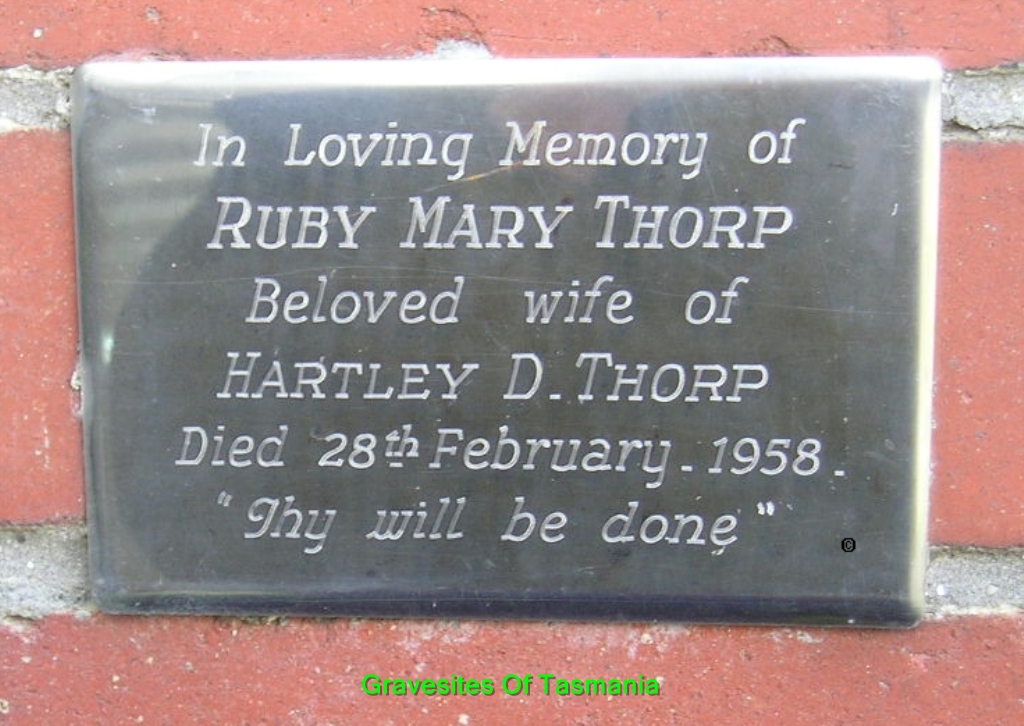 In Loving Memory of
RUBY MARY THORP
Beloved wife of
HARTLEY D. THORP
Died 28th February. 1958.
"Thy will be done"
©
Gravesites Of Tasmania